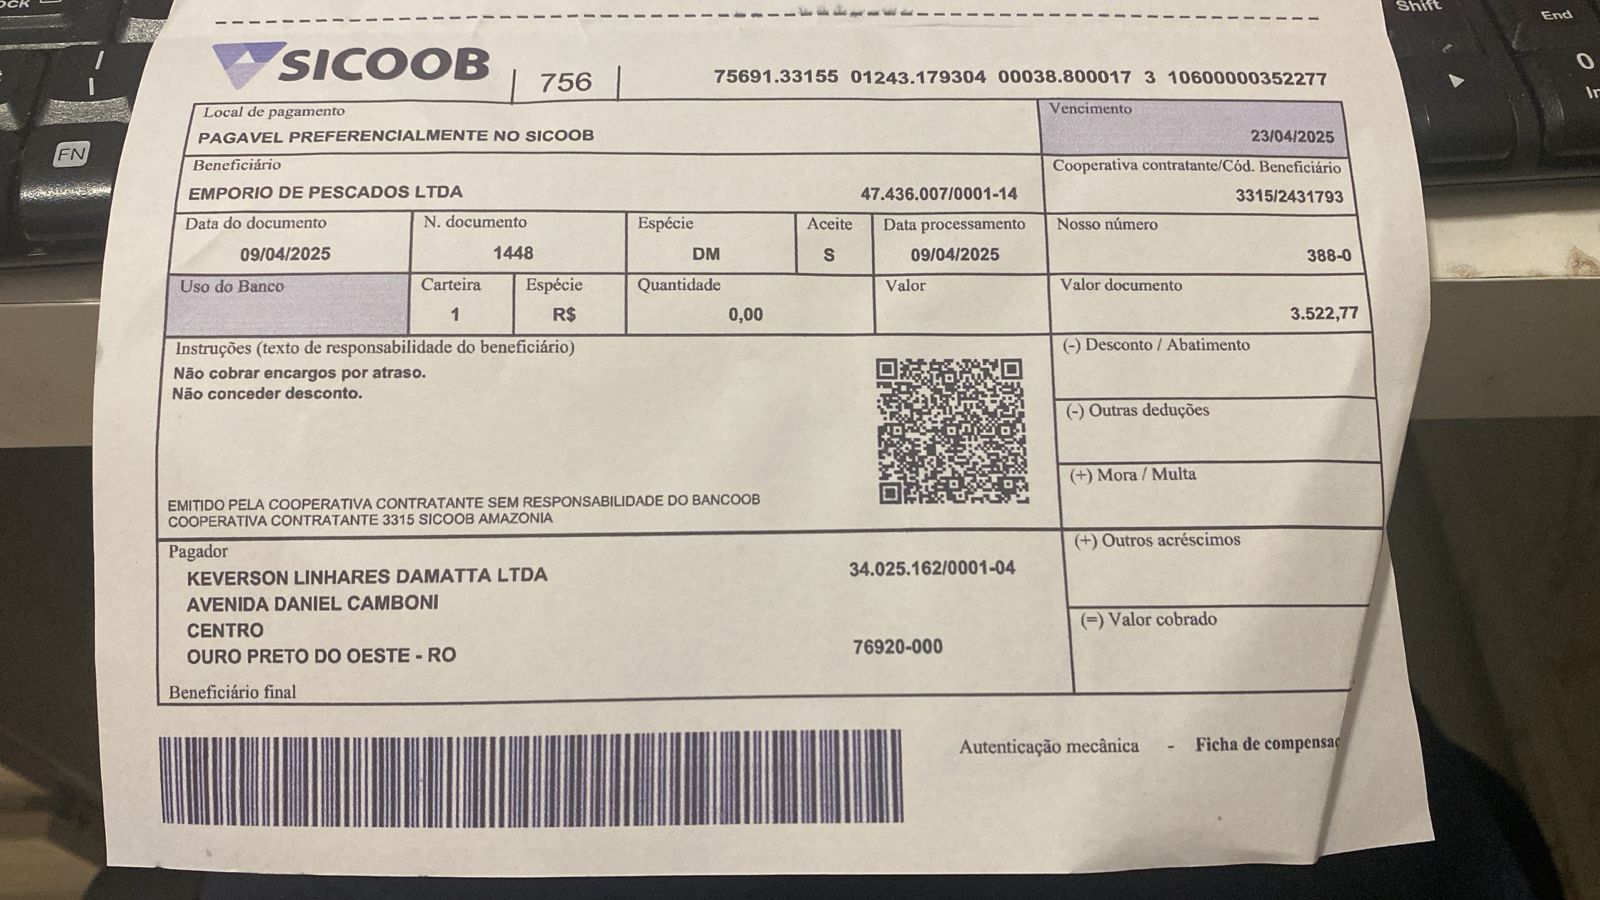 SICOOB
756
75691.33155 01243.179304 00038.800017 3 10600000352277
Local de pagamento
PAGAVEL PREFERENCIALMENTE NO SICOOB
Vencimento
23/04/2025
Beneficiário
EMPORIO DE PESCADOS LTDA 47.436.007/0001-14
Cooperativa contratante/Cód. Beneficiário
3315/2431793
Data do documento
09/04/2025
N. documento
1448
Espécie
DM
Aceite
S
Data processamento
09/04/2025
Nosso número
388-0
Uso do Banco
Carteira
1
Espécie
R$
Quantidade
0,00
Valor
Valor documento
3.522,77
Instruções (texto de responsabilidade do beneficiário)
Não cobrar encargos por atraso.
Não conceder desconto.
EMITIDO PELA COOPERATIVA CONTRATANTE SEM RESPONSABILIDADE DO BANCOOB
COOPERATIVA CONTRATANTE 3315 SICOOB AMAZONIA
(-) Desconto / Abatimento
(-) Outras deduções
(+) Mora / Multa
(+) Outros acréscimos
(=) Valor cobrado
Pagador
KEVERSON LINHARES DAMATTA LTDA 34.025.162/0001-04
AVENIDA DANIEL CAMBONI
CENTRO
OURO PRETO DO OESTE - RO 76920-000
Beneficiário final
Autenticação mecânica - Ficha de compensaç
FN
Shift
End
0